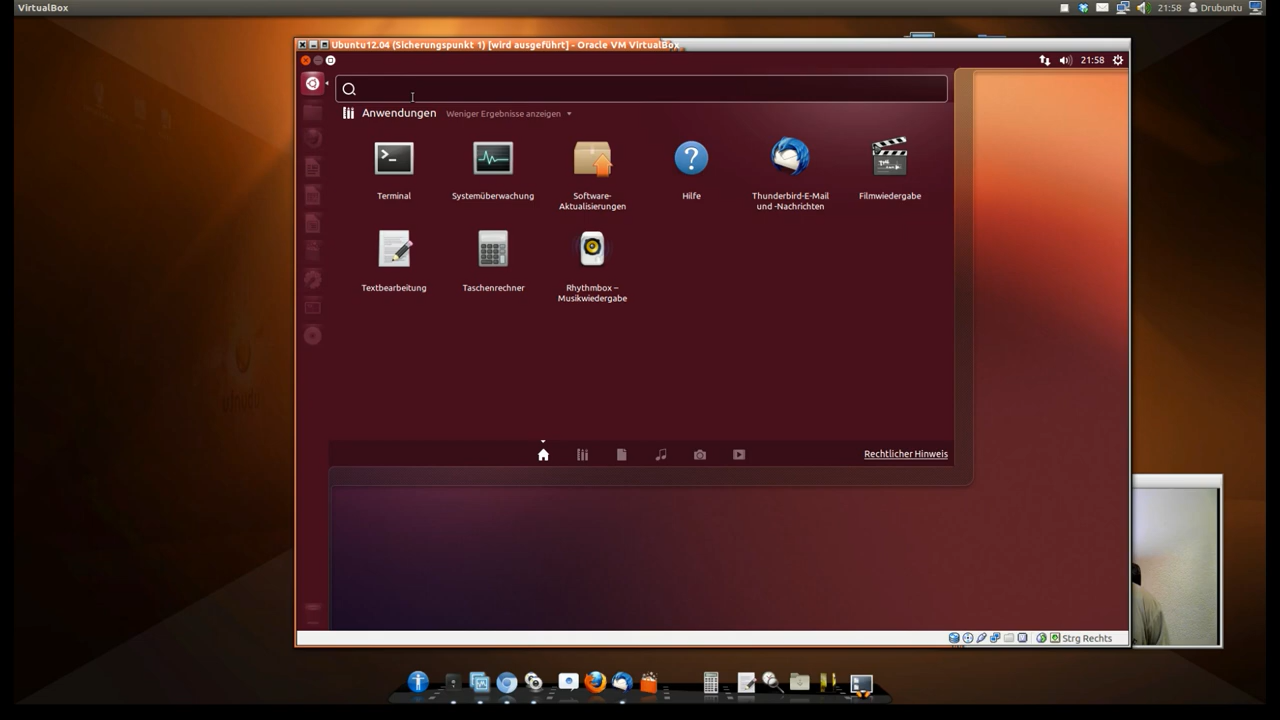 VirtualBox
21:58
Drubuntu
Ubuntu12.04 (Sicherungspunkt 1) [wird ausgeführt] - Oracle VM VirtualBox
21:58
Anwendungen
Weniger Ergebnisse anzeigen
Terminal
Systemüberwachung
Software-
Aktualisierungen
Hilfe
Thunderbird-E-Mail
und -Nachrichten
Filmwiedergabe
Textbearbeitung
Taschenrechner
Rhythmbox –
Musikwiedergabe
Rechtlicher Hinweis
Strg Rechts